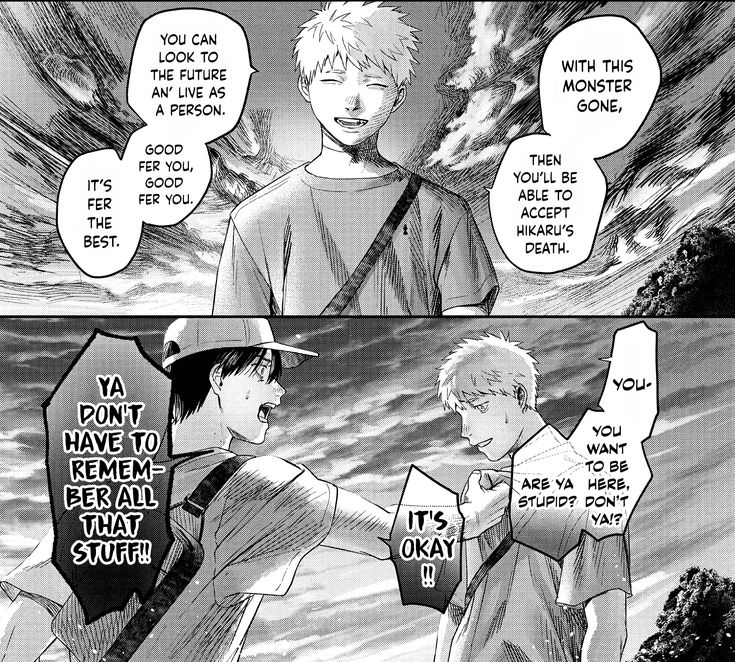 WITH THIS
MONSTER
GONE,
THEN
YOU'LL BE
ABLE TO
ACCEPT
HIKARU'S
DEATH.
YOU CAN
LOOK TO
THE FUTURE
AN' LIVE AS
A PERSON.
GOOD
FER YOU,
GOOD
FER YOU.
IT'S
FER THE
BEST.
YOU-
YOU
WANT
TO BE
HERE,
DON'T
YA!?
ARE YA
STUPID?
IT'S
OKAY
!!
YA
DON'T
HAVE TO
REMEM-
BER ALL
THAT
STUFF!!